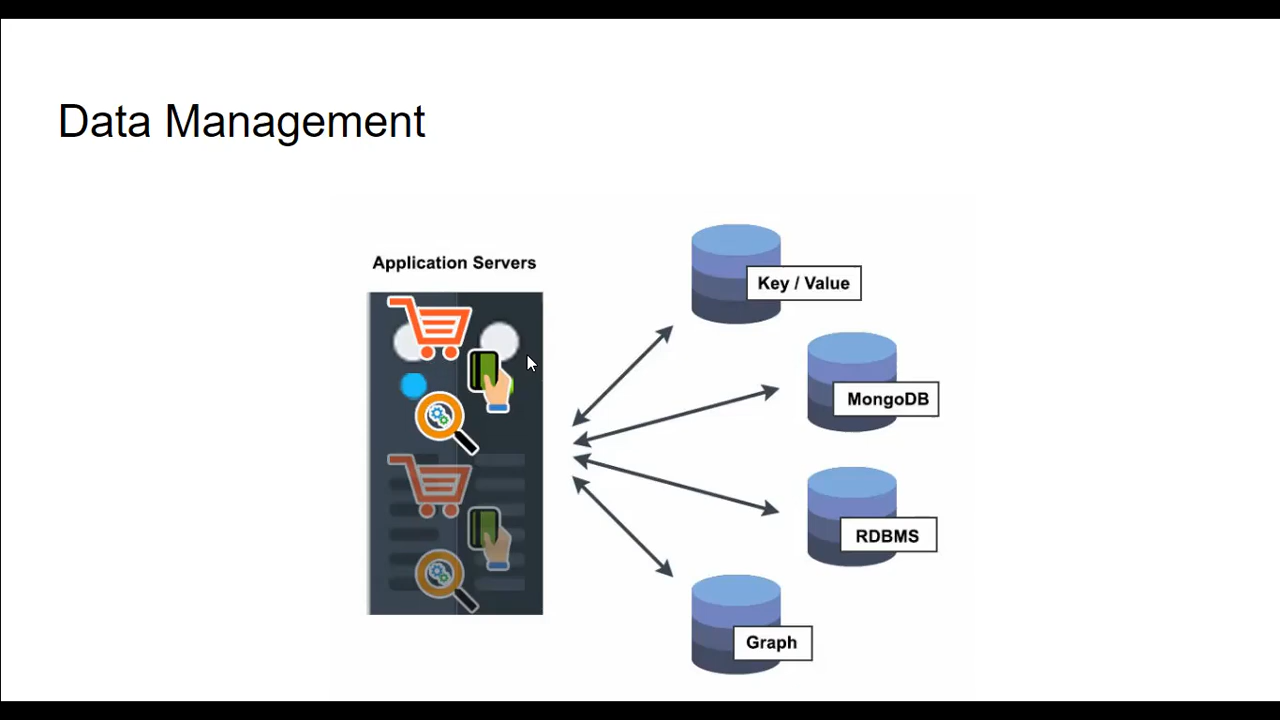 Data Management
Application Servers
Key / Value
MongoDB
RDBMS
Graph